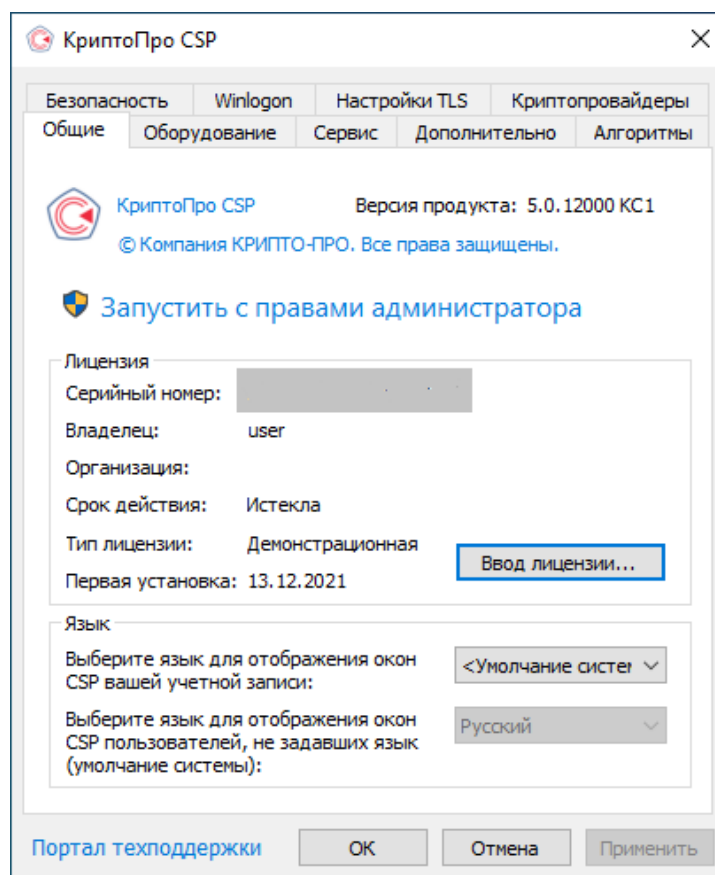 КриптоПро CSP
Безопасность Winlogon Настройки TLS Криптопровайдеры
Общие Оборудование Сервис Дополнительно Алгоритмы
КриптоПро CSP Версия продукта: 5.0.12000 КС1
© Компания КРИПТО-ПРО. Все права защищены.
Запустить с правами администратора
Лицензия
Серийный номер:
Владелец: user
Организация:
Срок действия: Истекла
Тип лицензии: Демонстрационная
Ввод лицензии...
Первая установка: 13.12.2021
Язык
Выберите язык для отображения окон
CSP вашей учетной записи:
<Умолчание систем
Выберите язык для отображения окон
CSP пользователей, не задавших язык
(умолчание системы):
Русский
Портал техподдержки ОК Отмена Применить